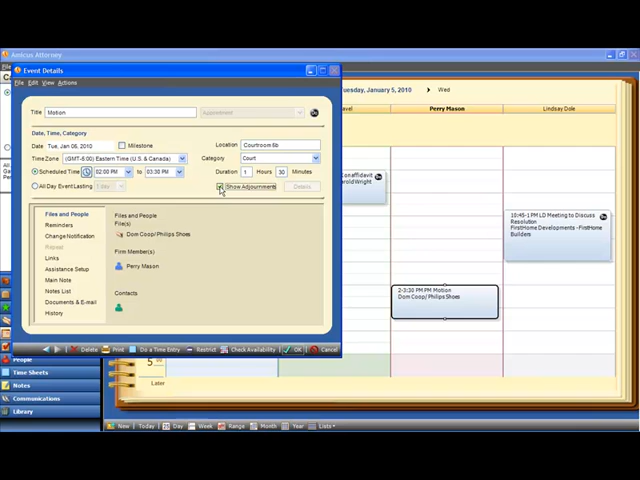 Amicus Attorney
Event Details
File Edit View Actions
Title Motion Appointment
Date, Time, Category
Date Tue, Jan 05, 2010 Milestone
Location Courtroom 5b
Time Zone (GMT-5:00) Eastern Time (U.S. & Canada)
Category Court
Scheduled Time 02:00 PM to 03:30 PM
Duration 1 Hours 30 Minutes
All Day Event Lasting 1 day
Show Adjournments Details
Files and People
Reminders
Change Notification
Repeat
Links
Assistance Setup
Main Note
Notes List
Documents & E-mail
History
Files and People
File(s)
Dom Coop/ Philips Shoes
Firm Member(s)
Perry Mason
Contacts
Delete Print Do a Time Entry Restrict Check Availability OK Cancel
People
Time Sheets
Notes
Communications
Library
Tuesday, January 5, 2010 Wed
Perry Mason Lindsay Dole
10:45-1:15PM LD Meeting to Discuss
Resolution
FirstHome Developments - FirstHome
Builders
2-3:30 PM PM Motion
Dom Coop/ Philips Shoes
5
Later
New Today Day Week Range Month Year Lists